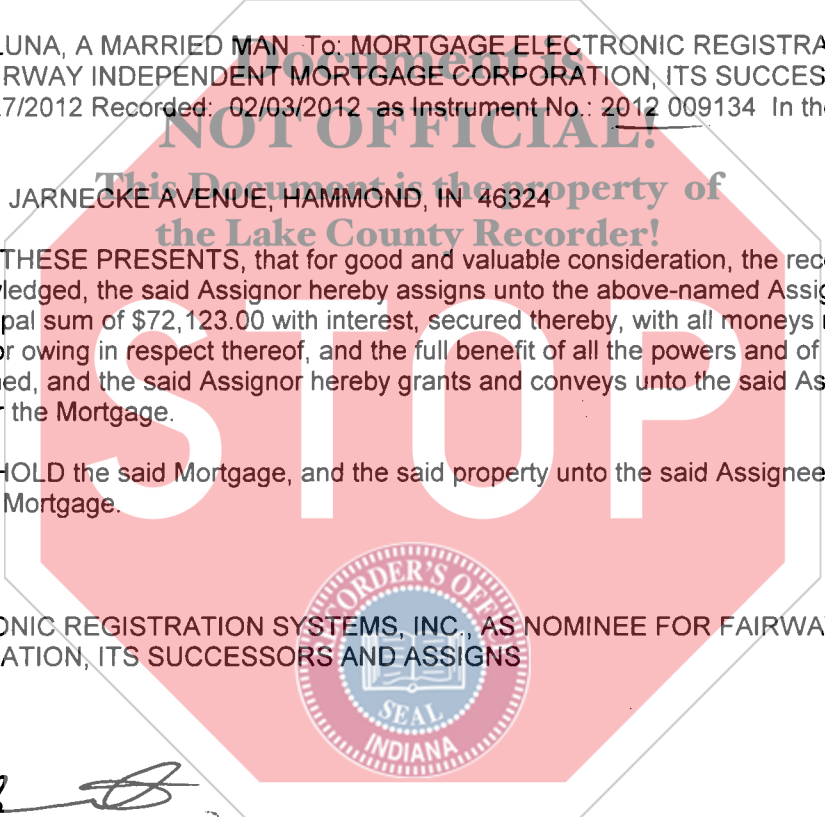 LUNA, A MARRIED MAN To: MORTGAGE ELECTRONIC REGISTRA
Document is
RWAY INDEPENDENT MORTGAGE CORPORATION, ITS SUCCES
7/2012 Recorded: 02/03/2012 as Instrument No.: 2012 009134 In the
NOT OFFICIAL!
This Document is the property of
JARNECKE AVENUE, HAMMOND, IN 46324
the Lake County Recorder!
THESE PRESENTS, that for good and valuable consideration, the rec
ledged, the said Assignor hereby assigns unto the above-named Assig
pal sum of $72,123.00 with interest, secured thereby, with all moneys
or owing in respect thereof, and the full benefit of all the powers and of
ed, and the said Assignor hereby grants and conveys unto the said As
the Mortgage.
STOP
HOLD the said Mortgage, and the said property unto the said Assignee
Mortgage.
RECORDER'S OFFICE
ONIC REGISTRATION SYSTEMS, INC., AS NOMINEE FOR FAIRWA
ATION, ITS SUCCESSORS AND ASSIGNS
SEAL
INDIANA